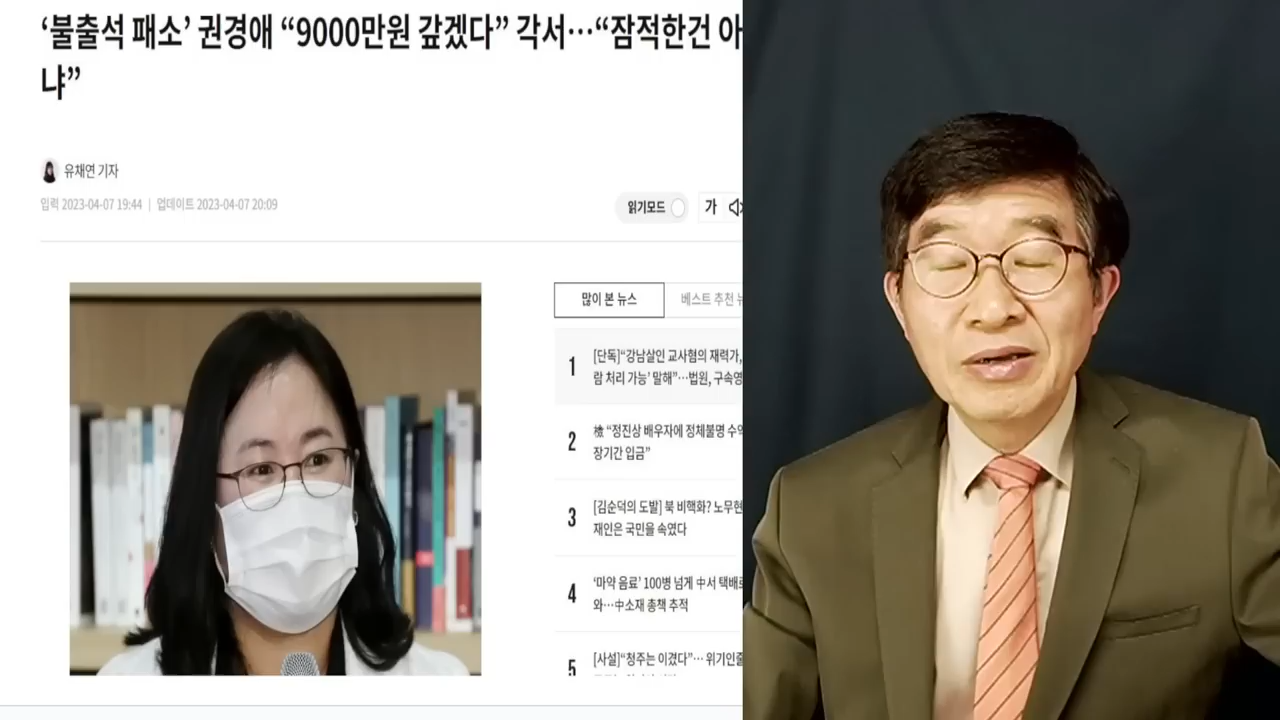 ‘불출석 패소’ 권경애 “9000만원 갚겠다” 각서…“잠적한건 아
냐”
유채연 기자
입력 2023-04-07 19:44 | 업데이트 2023-04-07 20:09
읽기모드
가
많이 본 뉴스
베스트 추천
1
[단독]“강남살인 교사혐의 재력가,
람 처리 가능’ 말해”…법원, 구속영
2
檢 “정진상 배우자에 정체불명 수억
장기간 입금”
3
[김순덕의 도발] 북 비핵화? 노무현
재인은 국민을 속였다
4
‘마약 음료’ 100병 넘게 中서 택배로
와…中소재 총책 추적
5
[사설]“청주는 이겼다”… 위기인줄